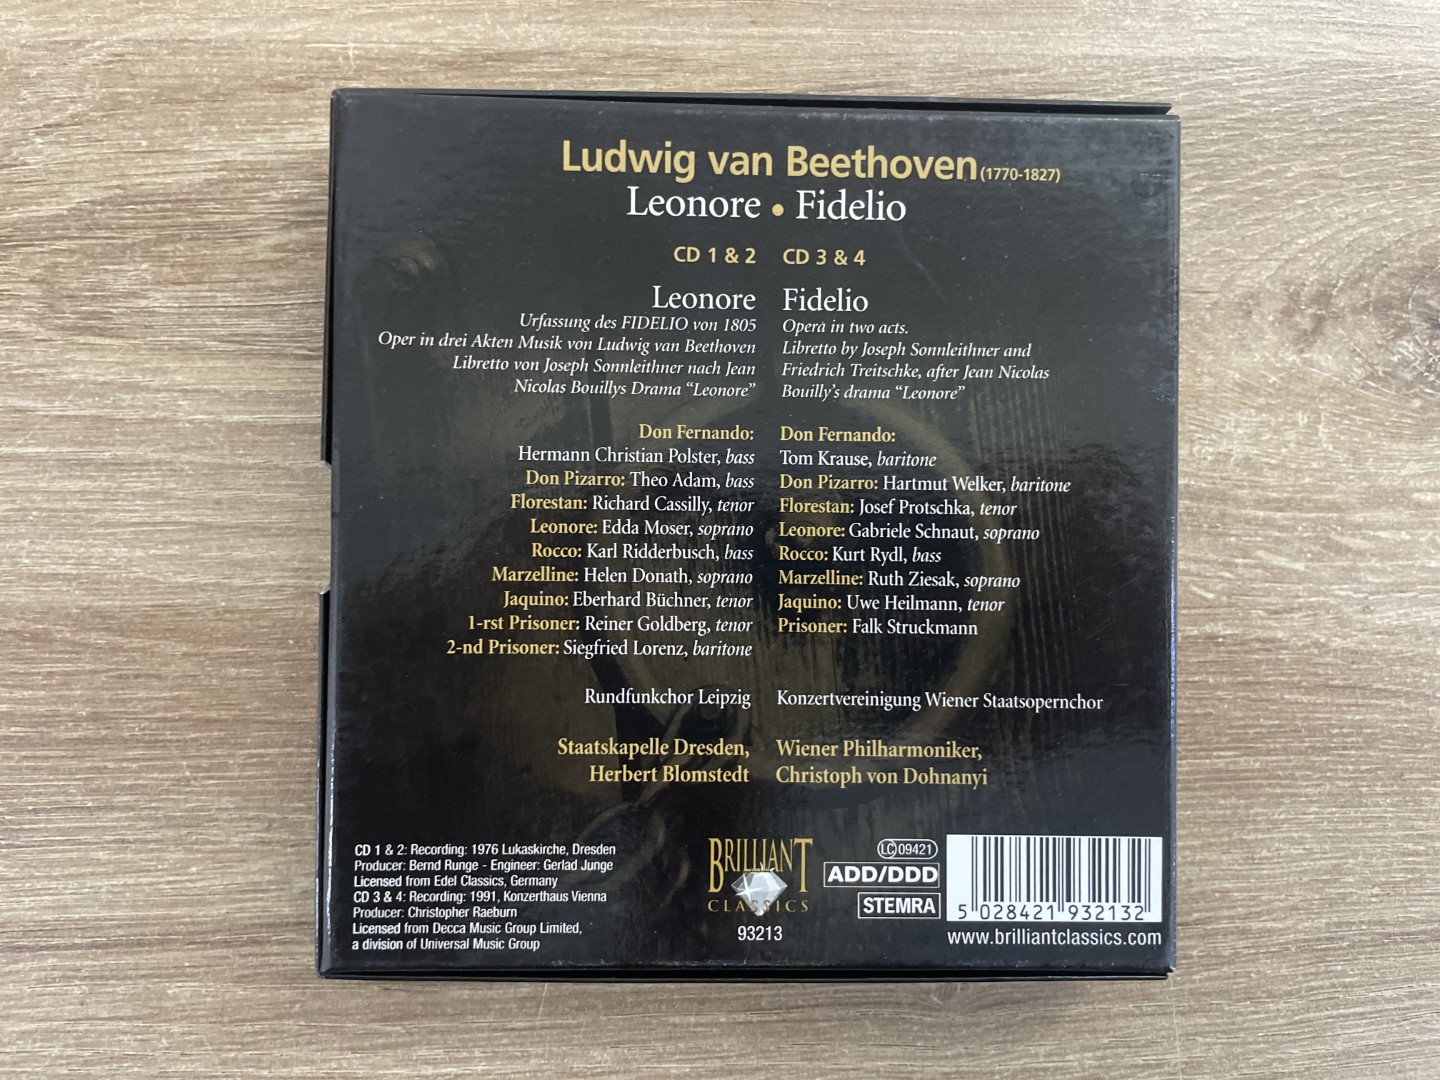 Ludwig van Beethoven (1770-1827)
Leonore • Fidelio
CD 1 & 2
Leonore
Urfassung des FIDELIO von 1805
Oper in drei Akten Musik von Ludwig van Beethoven
Libretto von Joseph Sonnleithner nach Jean
Nicolas Bouillys Drama “Leonore”
Don Fernando:
Hermann Christian Polster, bass
Don Pizarro: Theo Adam, bass
Florestan: Richard Cassilly, tenor
Leonore: Edda Moser, soprano
Rocco: Karl Ridderbusch, bass
Marzelline: Helen Donath, soprano
Jaquino: Eberhard Büchner, tenor
1-rst Prisoner: Reiner Goldberg, tenor
2-nd Prisoner: Siegfried Lorenz, baritone
Rundfunkchor Leipzig
Staatskapelle Dresden,
Herbert Blomstedt
CD 3 & 4
Fidelio
Opera in two acts.
Libretto by Joseph Sonnleithner and
Friedrich Treitschke, after Jean Nicolas
Bouilly's drama “Leonore”
Don Fernando:
Tom Krause, baritone
Don Pizarro: Hartmut Welker, baritone
Florestan: Josef Protschka, tenor
Leonore: Gabriele Schnaut, soprano
Rocco: Kurt Rydl, bass
Marzelline: Ruth Ziesak, soprano
Jaquino: Uwe Heilmann, tenor
Prisoner: Falk Struckmann
Konzertvereinigung Wiener Staatsopernchor
Wiener Philharmoniker,
Christoph von Dohnanyi
CD 1 & 2: Recording: 1976 Lukaskirche, Dresden
Producer: Bernd Runge - Engineer: Gerlad Junge
Licensed from Edel Classics, Germany
CD 3 & 4: Recording: 1991, Konzerthaus Vienna
Producer: Christopher Raeburn
Licensed from Decca Music Group Limited,
a division of Universal Music Group
BRILLIANT
CLASSICS
93213
LC 09421
ADD/DDD
STEMRA
5 028421 932132
www.brilliantclassics.com